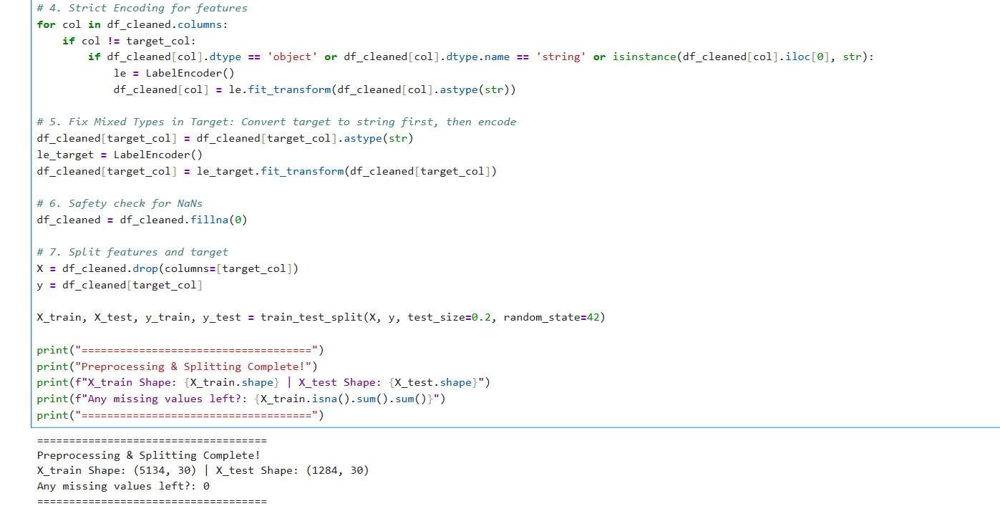 # 4. Strict Encoding for features
for col in df_cleaned.columns:
    if col != target_col:
        if df_cleaned[col].dtype == 'object' or df_cleaned[col].dtype.name == 'string' or isinstance(df_cleaned[col].iloc[0], str):
            le = LabelEncoder()
            df_cleaned[col] = le.fit_transform(df_cleaned[col].astype(str))

# 5. Fix Mixed Types in Target: Convert target to string first, then encode
df_cleaned[target_col] = df_cleaned[target_col].astype(str)
le_target = LabelEncoder()
df_cleaned[target_col] = le_target.fit_transform(df_cleaned[target_col])

# 6. Safety check for NaNs
df_cleaned = df_cleaned.fillna(0)

# 7. Split features and target
X = df_cleaned.drop(columns=[target_col])
y = df_cleaned[target_col]

X_train, X_test, y_train, y_test = train_test_split(X, y, test_size=0.2, random_state=42)

print("====================================")
print("Preprocessing & Splitting Complete!")
print(f"X_train Shape: {X_train.shape} | X_test Shape: {X_test.shape}")
print(f"Any missing values left?: {X_train.isna().sum().sum()}")
print("====================================")
====================================
Preprocessing & Splitting Complete!
X_train Shape: (5134, 30) | X_test Shape: (1284, 30)
Any missing values left?: 0
====================================